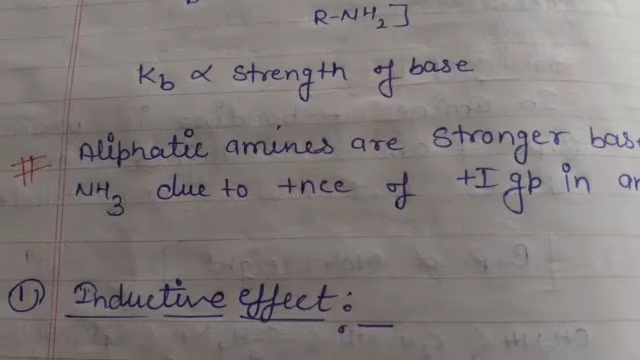 R-NH₂]
Kb ∝ strength of base
# Aliphatic amines are stronger bas
NH₃ due to +nce of +I gp in a
① Inductive effect :-